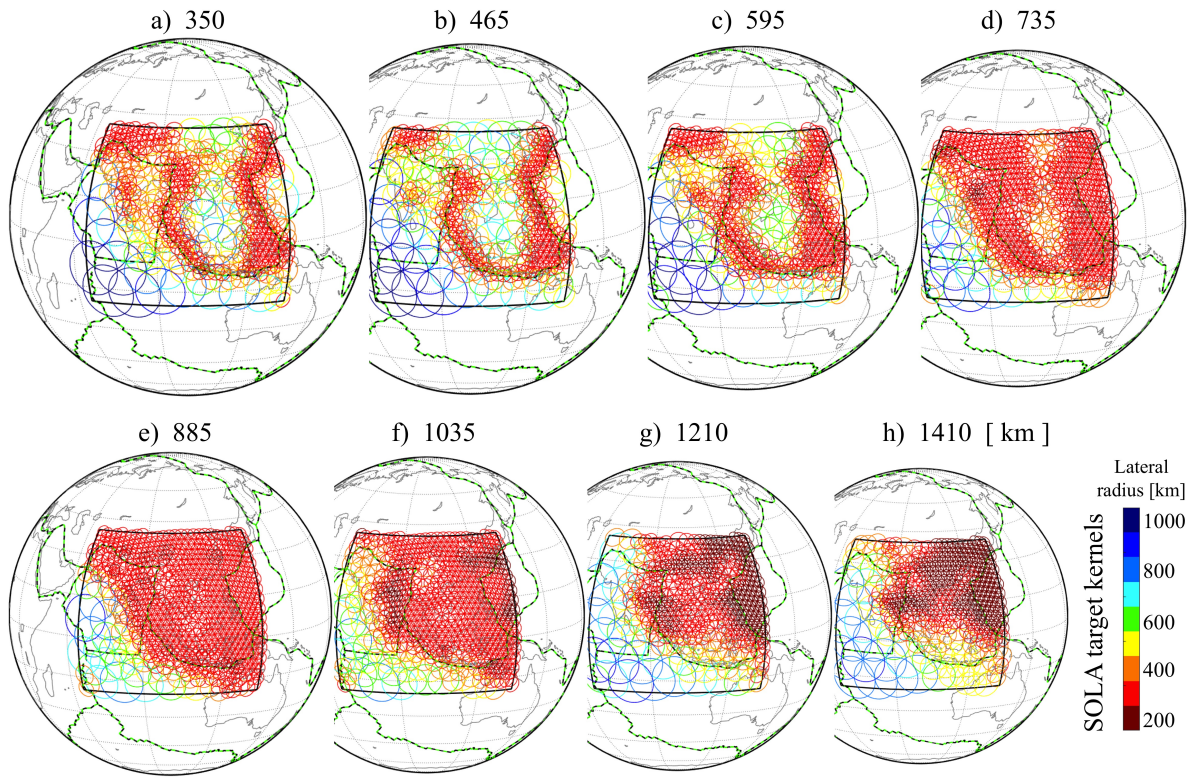 a) 350
b) 465
c) 595
d) 735
e) 885
f) 1035
g) 1210
h) 1410 [ km ]
Lateral
radius [km]
SOLA target kernels
1000
800
600
400
200